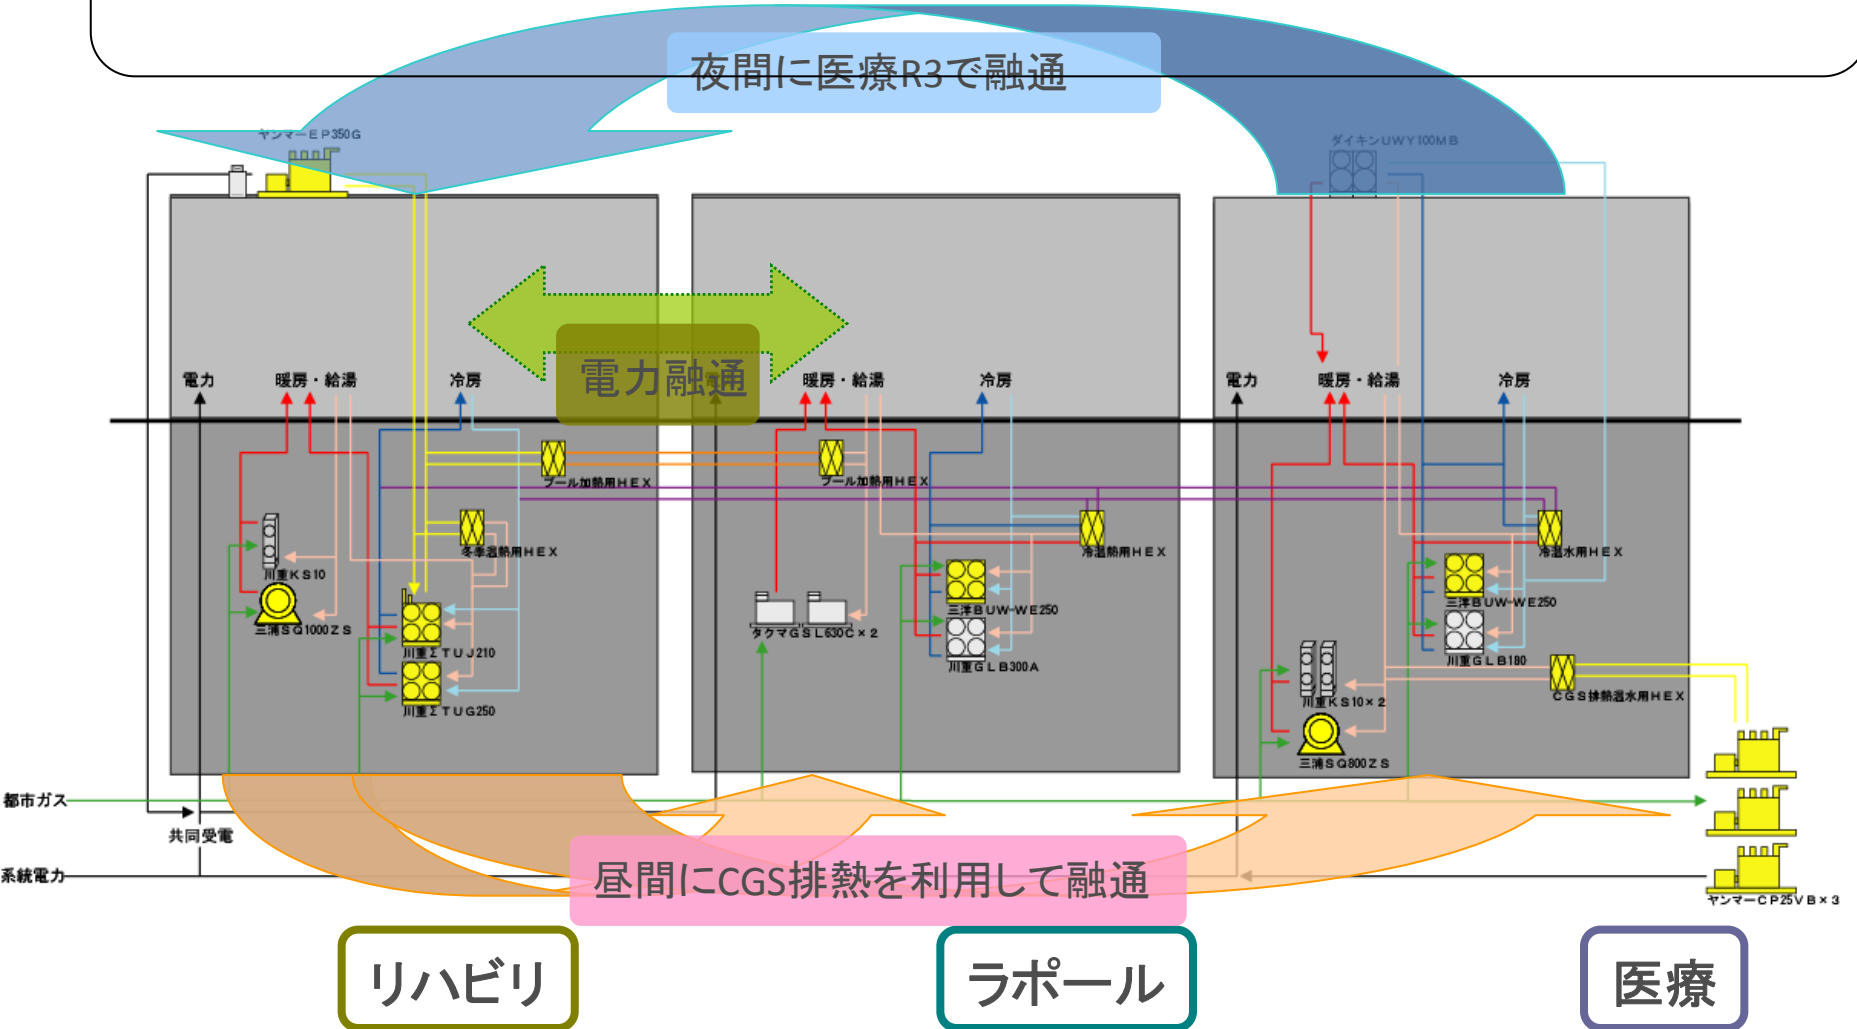 夜間に医療R3で融通
ヤンマーEP350G
ダイキンUWY100MB
電力融通
電力
暖房・給湯
冷房
暖房・給湯
冷房
電力
暖房・給湯
冷房
プール加熱用HEX
プール加熱用HEX
冬季温熱用HEX
冷温熱用HEX
冷温水用HEX
川重KS10
三浦SQ1000ZS
川重ΣTUJ210
川重ΣTUG250
タクマGSL630C×2
三洋BUW-WE250
川重GLB300A
三洋BUW-WE250
川重GLB180
川重KS10×2
三浦SQ800ZS
CGS排熱温水用HEX
都市ガス
共同受電
系統電力
昼間にCGS排熱を利用して融通
ヤンマーCP25VB×3
リハビリ
ラポール
医療